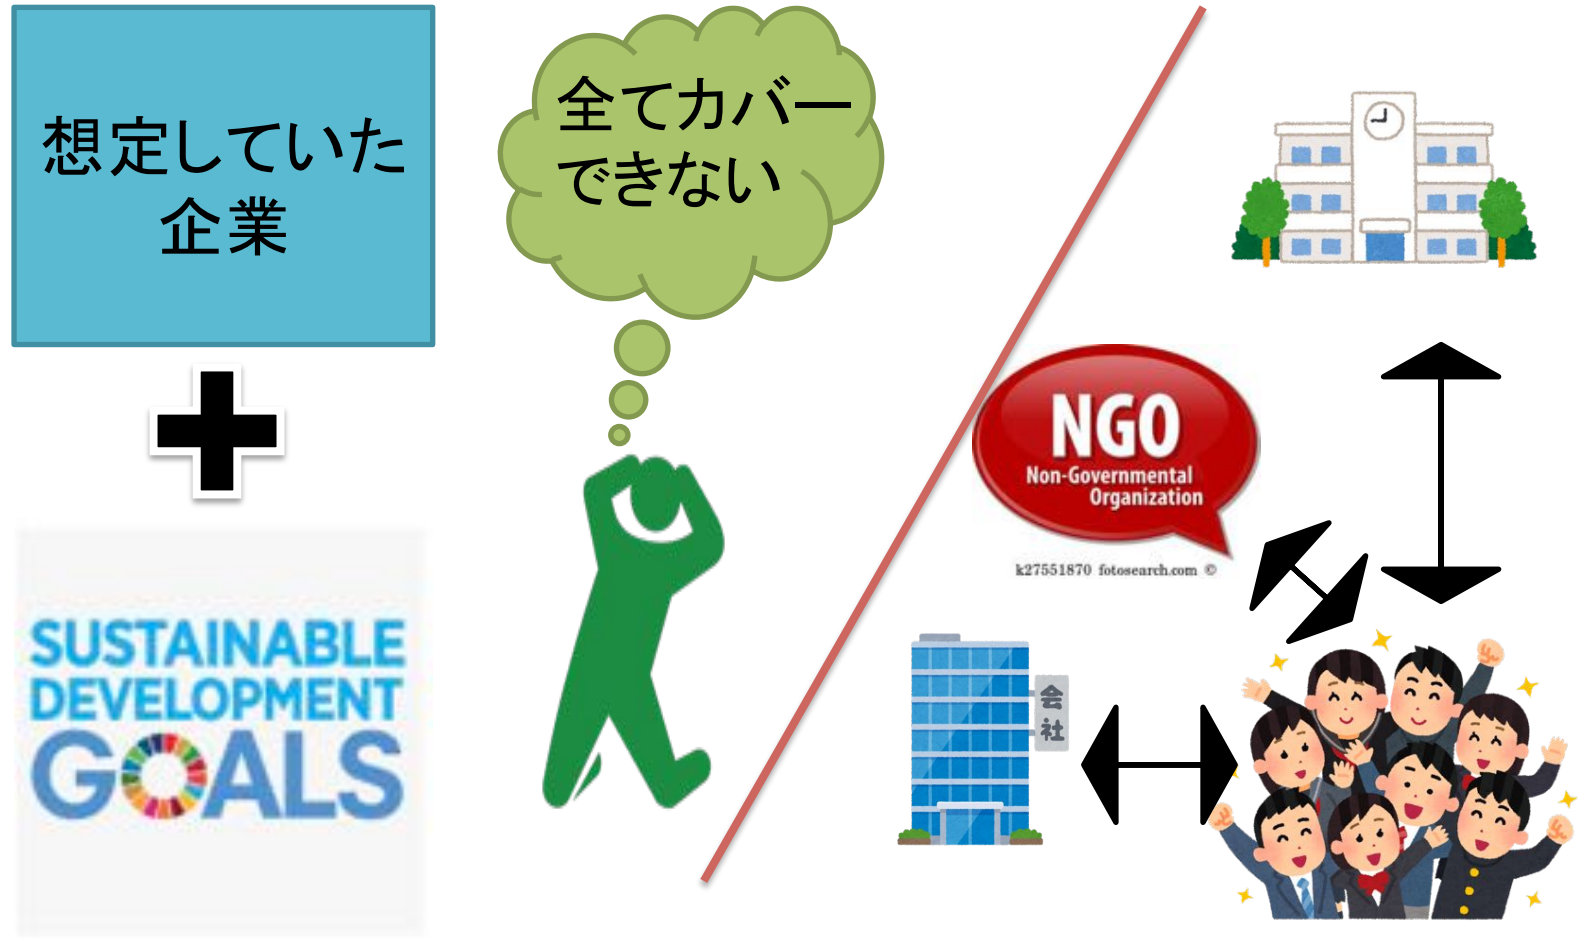 想定していた
企業
全てカバー
できない
SUSTAINABLE
DEVELOPMENT
GOALS
NGO
Non-Governmental
Organization
k27551870 fotosearch.com ©
会
社